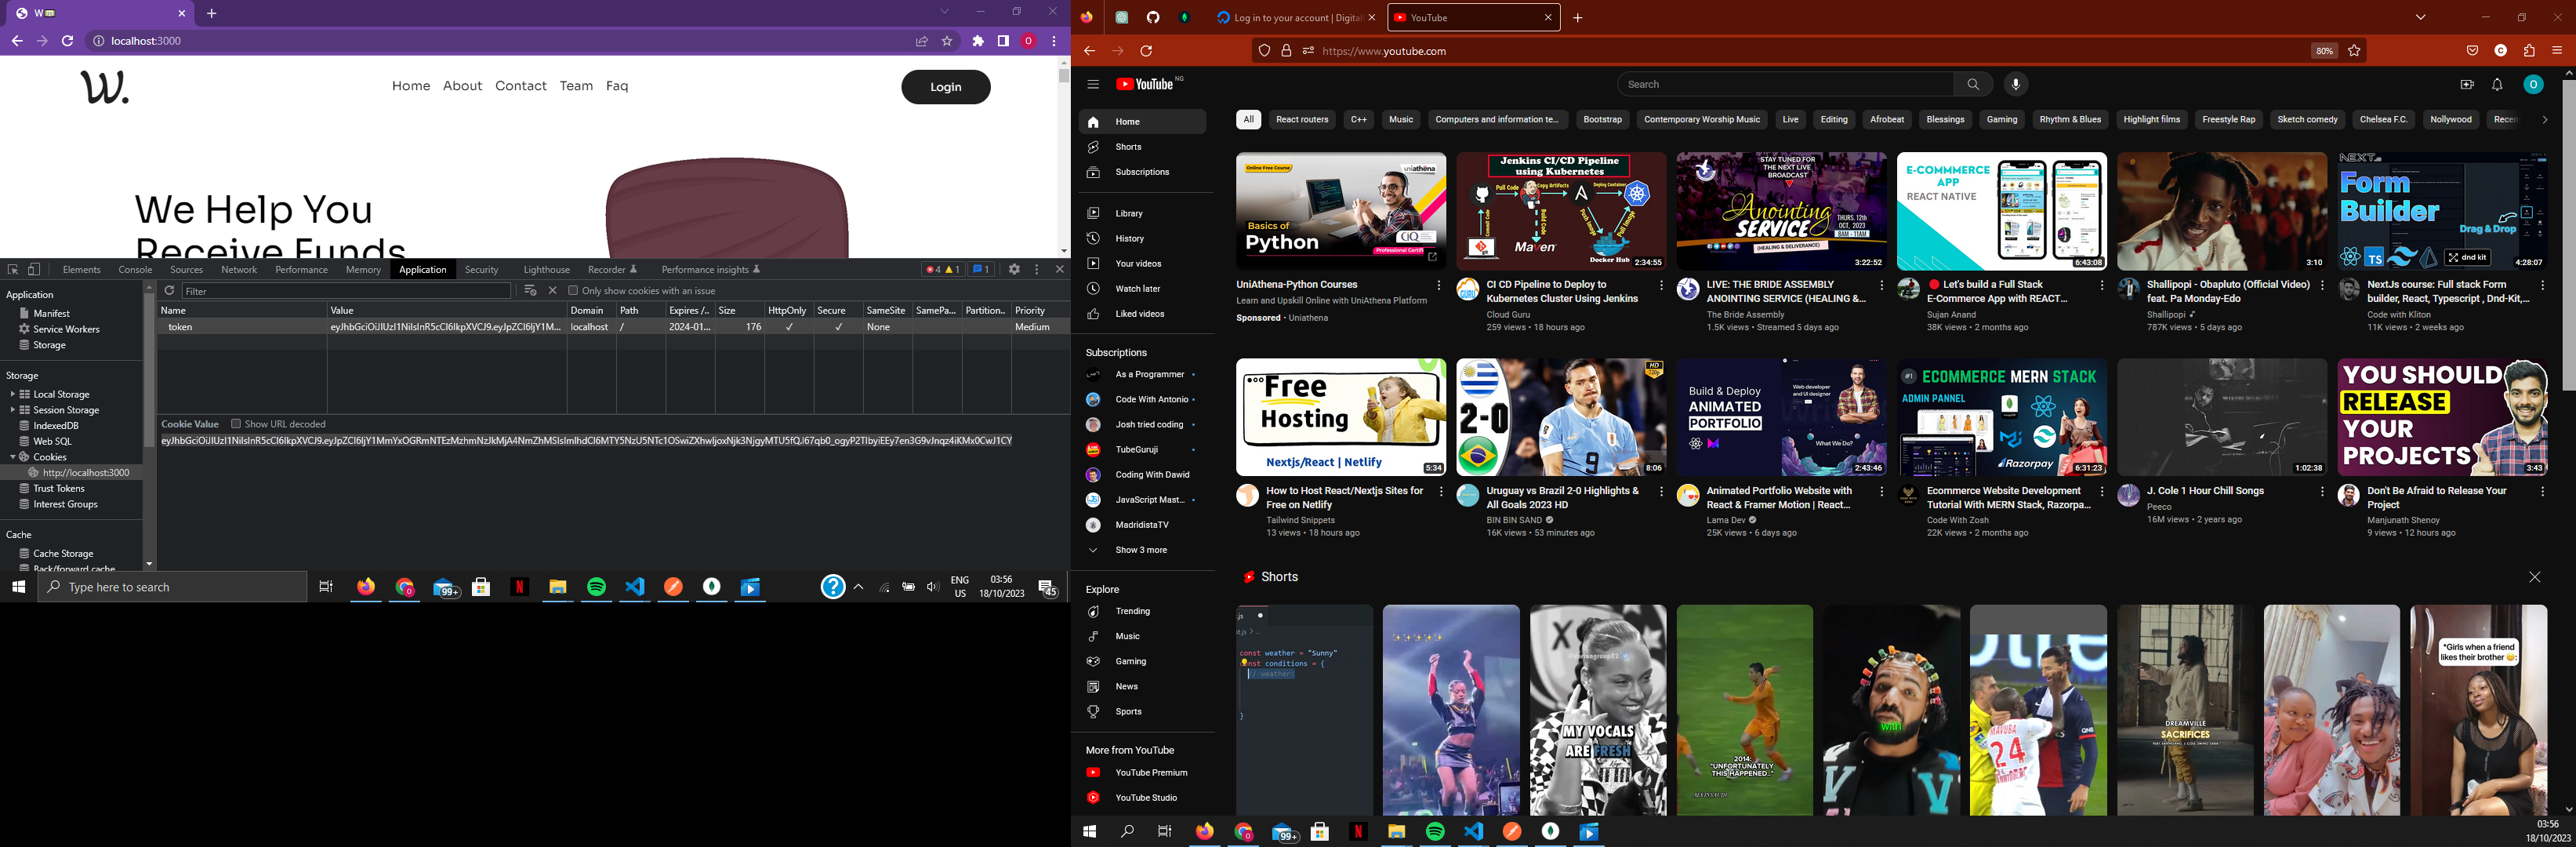 W
localhost:3000
W.
Home About Contact Team Faq
Login
We Help You
Receive Funds
Elements Console Sources Network Performance Memory Application Security Lighthouse Recorder Performance insights
4 1 1
Application
Manifest
Service Workers
Storage
Storage
Local Storage
Session Storage
IndexedDB
Web SQL
Cookies
http://localhost:3000
Trust Tokens
Interest Groups
Cache
Cache Storage
Back/forward cache
Filter
Only show cookies with an issue
Name Value Domain Path Expires /... Size HttpOnly Secure SameSite SamePa... Partition... Priority
token localhost / 2024-01... 176 ✓ ✓ None Medium
Cookie Value Show URL decoded
Type here to search
99+
ENG
US
03:56
18/10/2023
45
Log in to your account | Digital
YouTube
https://www.youtube.com
80%
YouTube NG
Search
Home
Shorts
Subscriptions
Library
History
Your videos
Watch later
Liked videos
Subscriptions
As a Programmer
Code With Antonio
Josh tried coding
TubeGuruji
Coding With Dawid
JavaScript Mast...
MadridistaTV
Show 3 more
Explore
Trending
Music
Gaming
News
Sports
More from YouTube
YouTube Premium
YouTube Studio
All React routers C++ Music Computers and information te... Bootstrap Contemporary Worship Music Live Editing Afrobeat Blessings Gaming Rhythm & Blues Highlight films Freestyle Rap Sketch comedy Chelsea F.C. Nollywood Recen
Online Free Course
uniathena
Basics of
Python
CIQ
Professional Certifi
UniAthena-Python Courses
Learn and Upskill Online with UniAthena Platform
Sponsored • Uniathena
Jenkins CI/CD Pipeline
using Kubernetes
Pull Code
Copy Artifacts
Maven
Docker Hub
2:34:55
CI CD Pipeline to Deploy to
Kubernetes Cluster Using Jenkins
Cloud Guru
259 views • 18 hours ago
STAY TUNED FOR
THE NEXT LIVE
BROADCAST
Anointing
SERVICE
(HEALING & DELIVERANCE)
THURS. 12th
OCT, 2023
8AM - 11AM
3:22:52
LIVE: THE BRIDE ASSEMBLY
ANOINTING SERVICE (HEALING &...
The Bride Assembly
1.5K views • Streamed 5 days ago
E-COMMMERCE
APP
REACT NATIVE
6:43:08
Let's build a Full Stack
E-Commerce App with REACT...
Sujan Anand
38K views • 2 months ago
3:10
Shallipopi - Obapluto (Official Video)
feat. Pa Monday-Edo
Shallipopi
787K views • 5 days ago
NEXT.JS
Form
Builder
Drag & Drop
TS
dnd kit
4:28:07
NextJs course: Full stack Form
builder, React, Typescript , Dnd-Kit,...
Code with Kliton
11K views • 2 weeks ago
Free
Hosting
Nextjs/React | Netlify
5:34
How to Host React/Nextjs Sites for
Free on Netlify
Tailwind Snippets
13 views • 18 hours ago
2-0
HD
9
8:06
Uruguay vs Brazil 2-0 Highlights &
All Goals 2023 HD
BIN BIN SAND
16K views • 53 minutes ago
Build & Deploy
ANIMATED
PORTFOLIO
Web developer
and UI designer
What We Do?
2:43:46
Animated Portfolio Website with
React & Framer Motion | React...
Lama Dev
25K views • 6 days ago
#1 ECOMMERCE MERN STACK
ADMIN PANNEL
Razorpay
6:31:23
Ecommerce Website Development
Tutorial With MERN Stack, Razorpa...
Code With Zosh
22K views • 2 months ago
1:02:38
J. Cole 1 Hour Chill Songs
Peeco
16M views • 2 years ago
YOU SHOULD
RELEASE
YOUR
PROJECTS
3:43
Don't Be Afraid to Release Your
Project
Manjunath Shenoy
9 views • 12 hours ago
Shorts
const weather = "Sunny"
const conditions = {
// weather:
}
MY VOCALS
ARE FRESH
2014:
"UNFORTUNATELY
THIS HAPPENED.."
with
MAVUBA
24
DREAMVILLE
SACRIFICES
*Girls when a friend
likes their brother 😊:
99+
03:56
18/10/2023